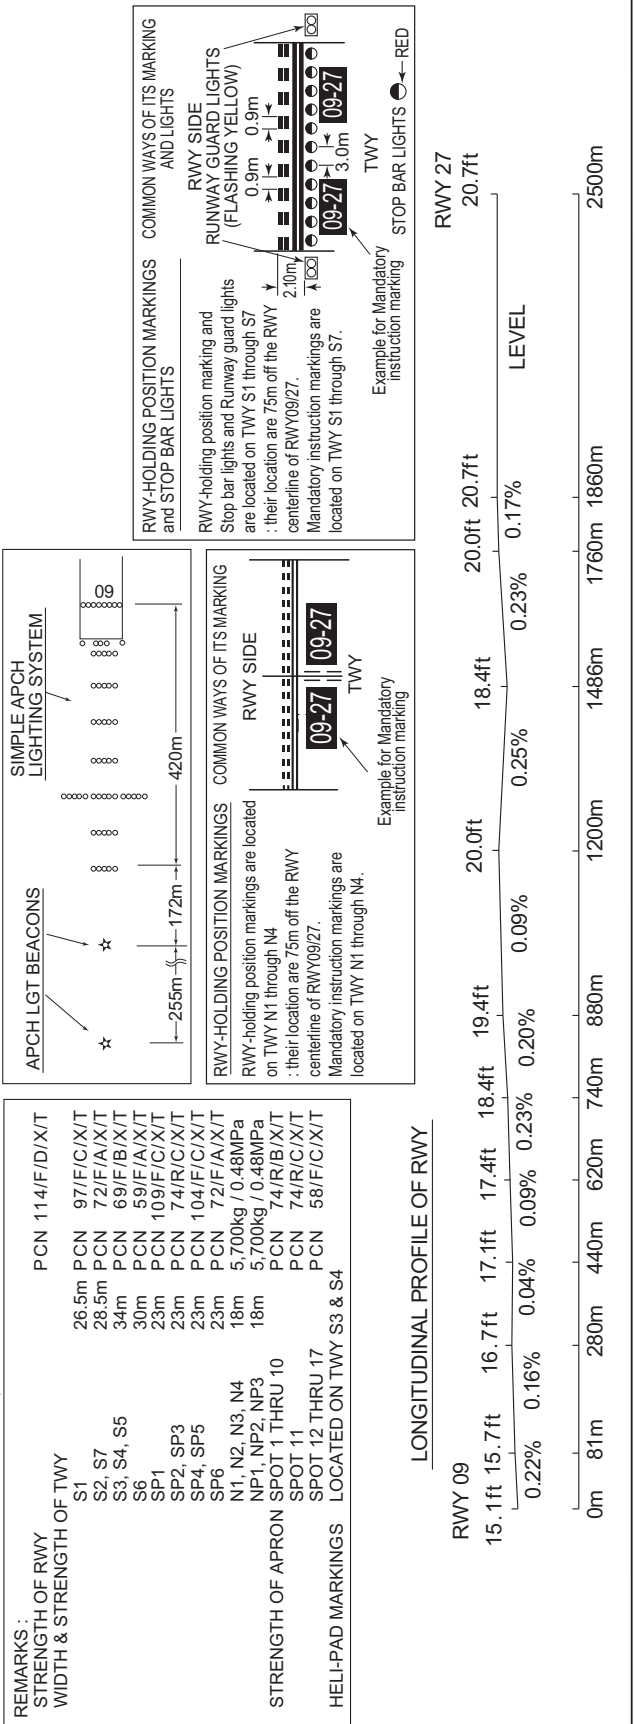 REMARKS :
STRENGTH OF RWY PCN 114/F/D/X/T
WIDTH & STRENGTH OF TWY
S1 26.5m PCN 97/F/C/X/T
S2, S7 28.5m PCN 72/F/A/X/T
S3, S4, S5 34m PCN 69/F/B/X/T
S6 30m PCN 59/F/A/X/T
SP1 23m PCN 109/F/C/X/T
SP2, SP3 23m PCN 74/R/C/X/T
SP4, SP5 23m PCN 104/F/C/X/T
SP6 23m PCN 72/F/A/X/T
N1, N2, N3, N4 18m 5,700kg / 0.48MPa
NP1, NP2, NP3 18m 5,700kg / 0.48MPa
STRENGTH OF APRON SPOT 1 THRU 10 PCN 74/R/B/X/T
SPOT 11 PCN 74/R/C/X/T
SPOT 12 THRU 17 PCN 58/F/C/X/T
HELI-PAD MARKINGS LOCATED ON TWY S3 & S4
APCH LGT BEACONS
SIMPLE APCH
LIGHTING SYSTEM
09
255m
172m
420m
RWY-HOLDING POSITION MARKINGS
RWY-holding position markings are located
on TWY N1 through N4
: their location are 75m off the RWY
centerline of RWY09/27.
Mandatory instruction markings are
located on TWY N1 through N4.
COMMON WAYS OF ITS MARKING
RWY SIDE
09-27 09-27
TWY
Example for Mandatory
instruction marking
RWY-HOLDING POSITION MARKINGS
and STOP BAR LIGHTS
RWY-holding position marking and
Stop bar lights and Runway guard lights
are located on TWY S1 through S7
: their location are 75m off the RWY
centerline of RWY09/27.
Mandatory instruction markings are
located on TWY S1 through S7.
COMMON WAYS OF ITS MARKING
AND LIGHTS
RWY SIDE
RUNWAY GUARD LIGHTS
(FLASHING YELLOW)
0.9m 0.9m
2.10m
09-27 09-27
3.0m
TWY
Example for Mandatory
instruction marking
STOP BAR LIGHTS RED
LONGITUDINAL PROFILE OF RWY
RWY 09 RWY 27
15.1ft 15.7ft 16.7ft 17.1ft 17.4ft 18.4ft 19.4ft 20.0ft 18.4ft 20.0ft 20.7ft 20.7ft
0.22% 0.16% 0.04% 0.09% 0.23% 0.20% 0.09% 0.25% 0.23% 0.17% LEVEL
0m 81m 280m 440m 620m 740m 880m 1200m 1486m 1760m 1860m 2500m